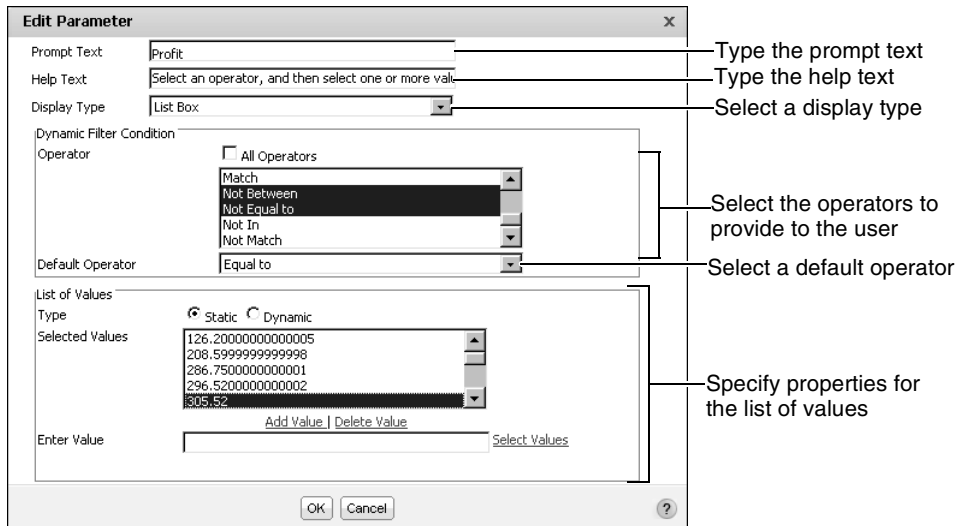 Edit Parameter x
Prompt Text Profit Type the prompt text
Help Text Select an operator, and then select one or more valu Type the help text
Display Type List Box Select a display type
Dynamic Filter Condition
Operator All Operators
Match
Not Between
Not Equal to
Not In
Not Match
Select the operators to
provide to the user
Default Operator Equal to Select a default operator
List of Values
Type Static Dynamic
Selected Values 126.20000000000005
208.5999999999998
286.7500000000001
296.5200000000002
305.52
Specify properties for
the list of values
Add Value | Delete Value
Enter Value Select Values
OK Cancel ?